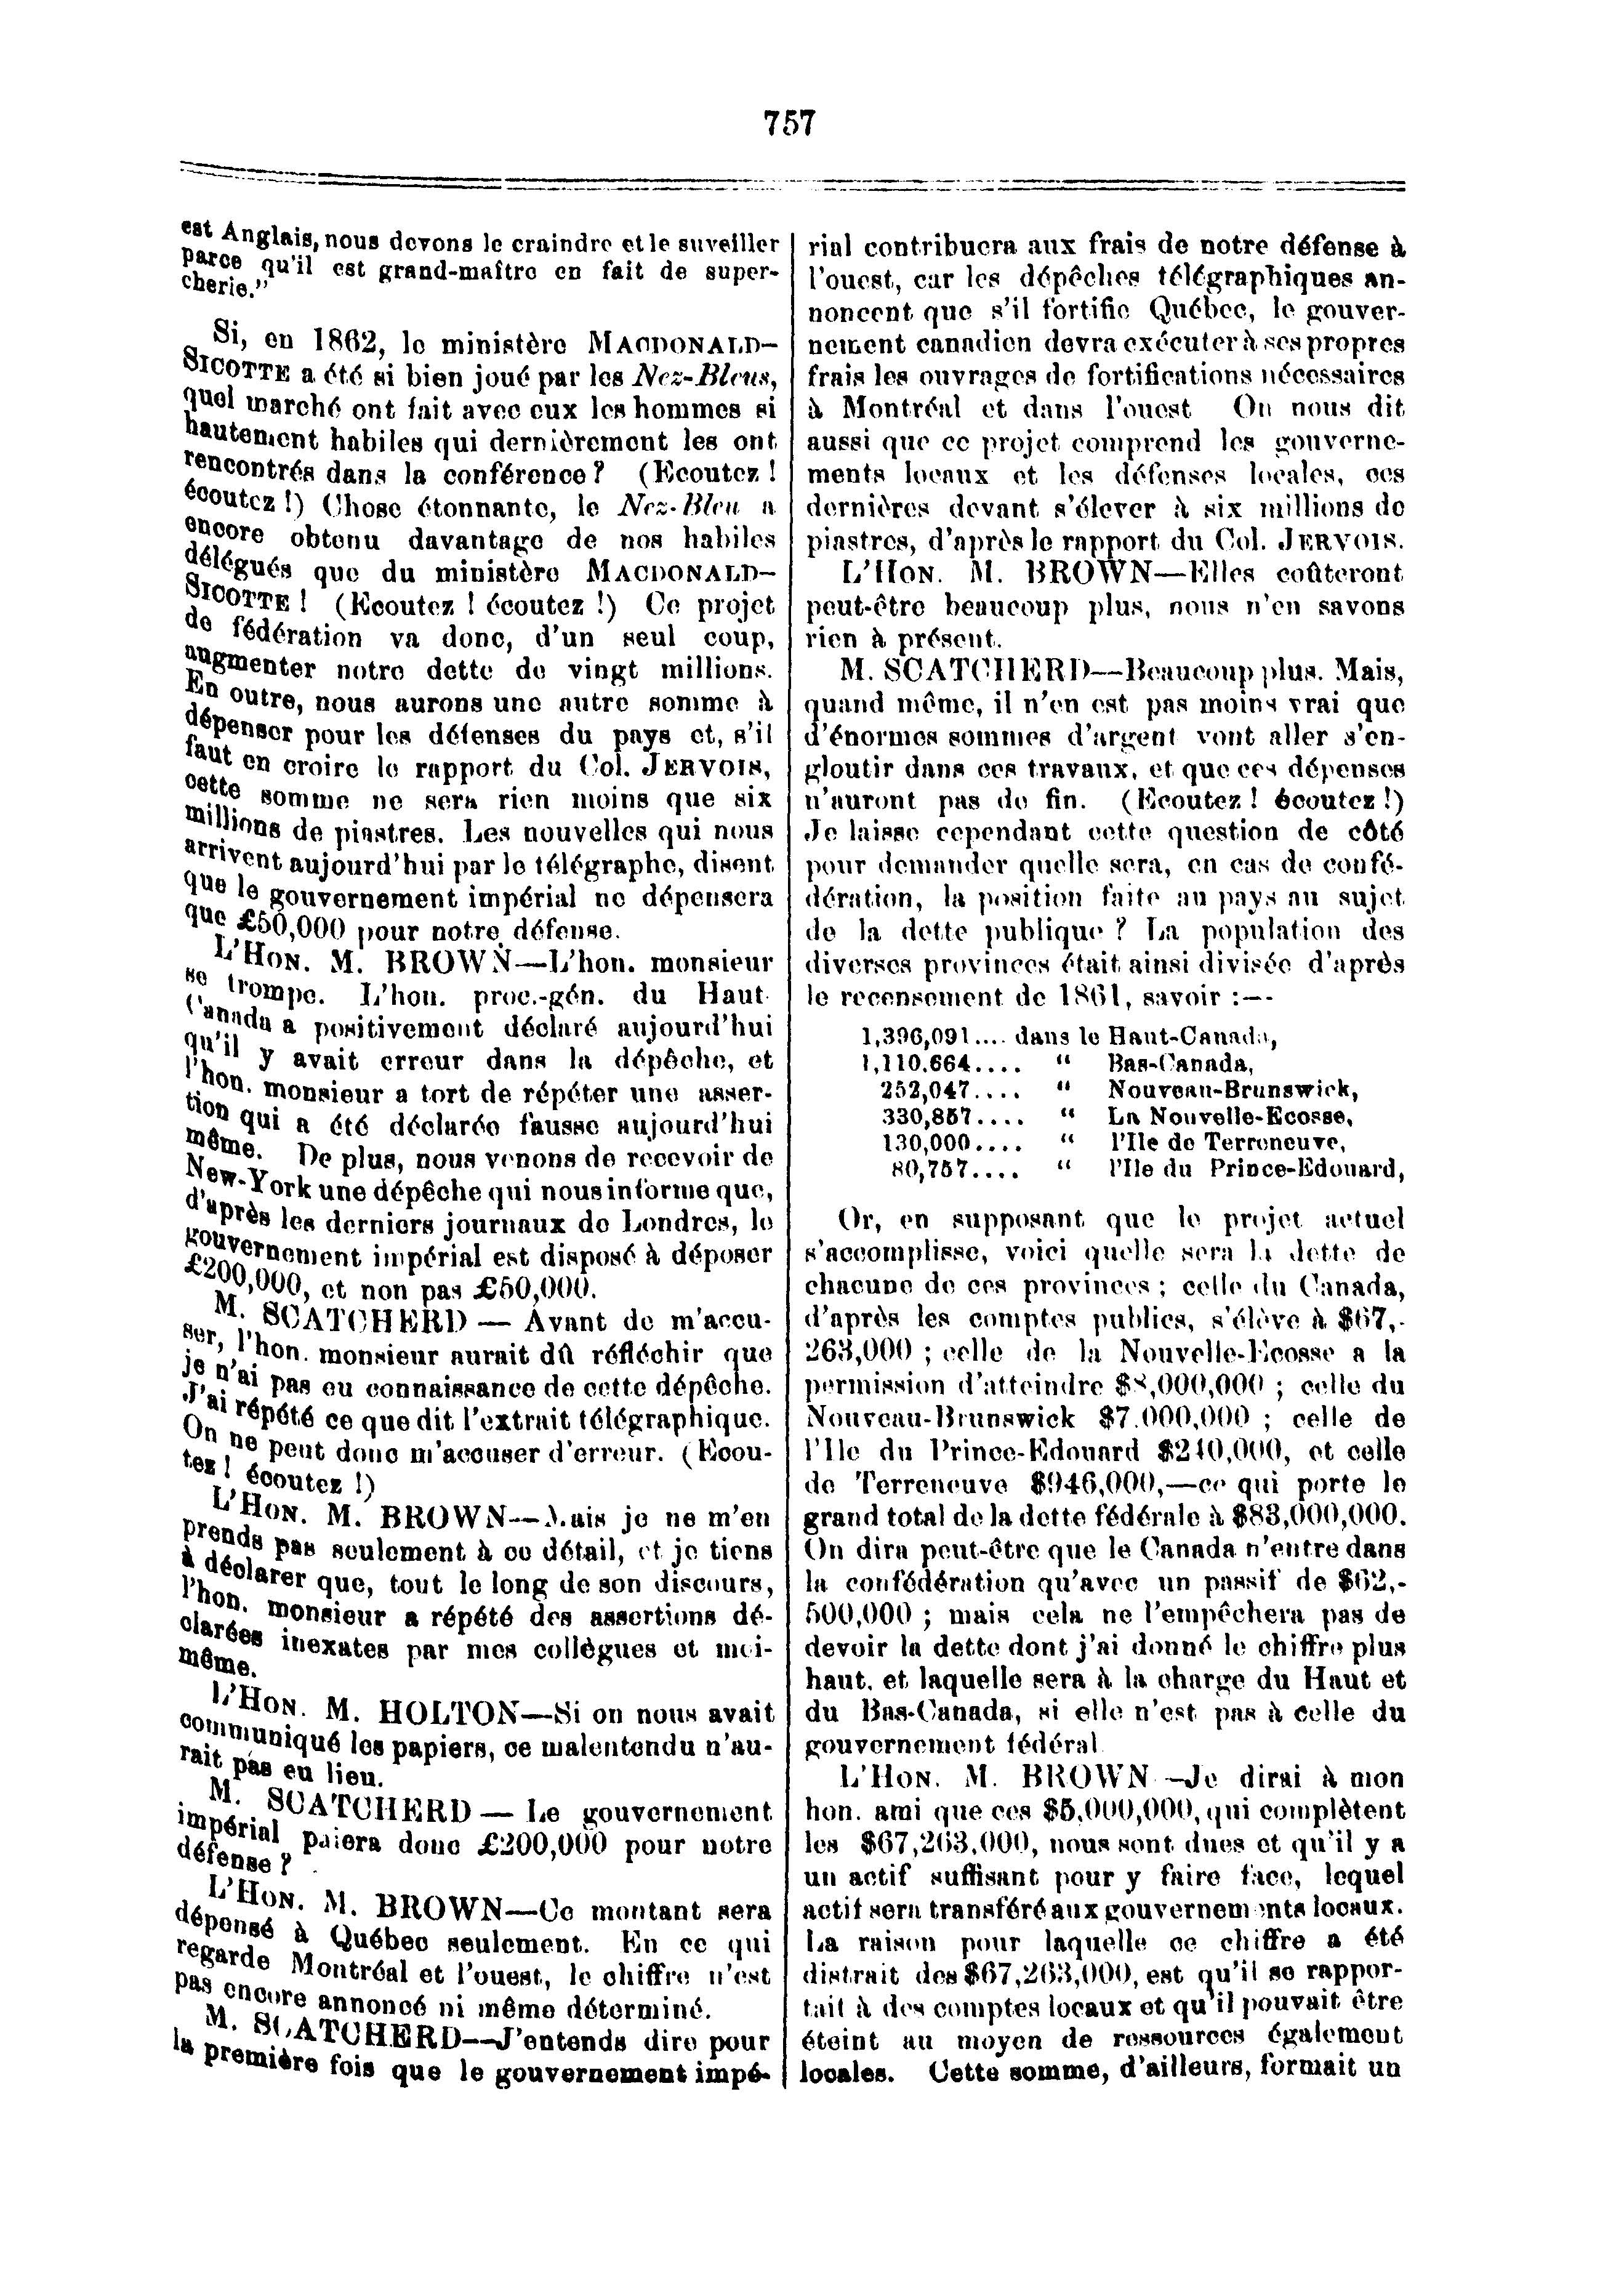 757
est Anglais, nous devons le craindre et le suveiller
parce qu'il est grand-maître en fait de super-
cherie."
Si, en 1862, le ministère MACDONALD-
SICOTTE a été si bien joué par les Nez-Bleus,
quel marché ont fait avec eux les hommes si
hautement habiles qui dernièrement les ont
rencontrés dans la conférence ? (Ecoutez !
écoutez !) Chose étonnante, le Nez-Bleu a
encore obtenu davantage de nos habiles
délégués que du ministère MACDONALD-
SICOTTE ! (Ecoutez ! écoutez !) Ce projet
de fédération va donc, d'un seul coup,
augmenter notre dette de vingt millions.
En outre, nous aurons une autre somme à
dépenser pour les défenses du pays et, s'il
faut en croire le rapport du Col. JERVOIS,
cette somme ne sera rien moins que six
millions de piastres. Les nouvelles qui nous
arrivent aujourd'hui par le télégraphe, disent
que le gouvernement impérial ne dépensera
que £50,000 pour notre défense.
L'HON. M. BROWN—L'hon. monsieur
se trompe. L'hon. proc.-gén. du Haut
Canada a positivement déclaré aujourd'hui
qu'il y avait erreur dans la dépêche, et
l'hon. monsieur a tort de répéter une asser-
tion qui a été déclarée fausse aujourd'hui
même. De plus, nous venons de recevoir de
New-York une dépêche qui nous informe que,
d'après les derniers journaux de Londres, le
gouvernement impérial est disposé à déposer
£200,000, et non pas £50,000.
M. SCATCHERD — Avant de m'accu-
ser, l'hon. monsieur aurait dû réfléchir que
je n'ai pas eu connaissance de cette dépêche.
J'ai répété ce que dit l'extrait télégraphique.
On ne peut donc m'accuser d'erreur. (Ecou-
tez ! écoutez !)
L'HON. M. BROWN—Mais je ne m'en
prends pas seulement à ce détail, et je tiens
à déclarer que, tout le long de son discours,
l'hon. monsieur a répété des assertions dé-
clarées inexates par mes collègues et moi-
même.
L'HON. M. HOLTON—Si on nous avait
communiqué les papiers, ce malentendu n'au-
rait pas eu lieu.
M. SCATCHERD — Le gouvernement
impérial paiera donc £200,000 pour notre
défense ?
L'HON. M. BROWN—Ce montant sera
dépensé à Québec seulement. En ce qui
regarde Montréal et l'ouest, le chiffre n'est
pas encore annoncé ni même déterminé.
M. SCATCHERD—J'entends dire pour
la première fois que le gouvernement impé-
rial contribuera aux frais de notre défense à
l'ouest, car les dépêches télégraphiques an-
noncent que s'il fortifie Québec, le gouver-
nement canadien devra exécuter à ses propres
frais les ouvrages de fortifications nécessaires
à Montréal et dans l'ouest On nous dit
aussi que ce projet comprend les gouverne-
ments locaux et les défenses locales, ces
dernières devant s'élever à six millions de
piastres, d'après le rapport du Col. JERVOIS.
L'HON. M. BROWN—Elles coûteront
peut-être beaucoup plus, nous n'en savons
rien à présent.
M. SCATCHERD—Beaucoup plus. Mais,
quand même, il n'en est pas moins vrai que
d'énormes sommes d'argent vont aller s'en-
gloutir dans ces travaux, et que ces dépenses
n'auront pas de fin. (Ecoutez ! écoutez !)
Je laisse cependant cette question de côté
pour demander quelle sera, en cas de confé-
dération, la position faite au pays au sujet
de la dette publique ? La population des
diverses provinces était ainsi divisée d'après
le recensement de 1861, savoir :—
1,396,091.... dans le Haut-Canada,
1,110,664.... " Bas-Canada,
252,047.... " Nouveau-Brunswick,
330,857.... " La Nouvelle-Ecosse,
130,000.... " l'Ile de Terreneuve,
80,757.... " l'Ile du Prince-Edouard,
Or, en supposant que le projet actuel
s'accomplisse, voici quelle sera la dette de
chacune de ces provinces ; celle du Canada,
d'après les comptes publics, s'élève à $67,-
263,000 ; celle de la Nouvelle-Ecosse a la
permission d'atteindre $8,000,000 ; celle du
Nouveau-Brunswick $7.000,000 ; celle de
l'Ile du Prince-Edouard $240,000, et celle
de Terreneuve $946,000,—ce qui porte le
grand total de la dette fédérale à $83,000,000.
On dira peut-être que le Canada n'entre dans
la confédération qu'avec un passif de $62,-
500,000 ; mais cela ne l'empêchera pas de
devoir la dette dont j'ai donné le chiffre plus
haut, et laquelle sera à la charge du Haut et
du Bas-Canada, si elle n'est pas à celle du
gouvernement fédéral
L'HON. M. BROWN—Je dirai à mon
hon. ami que ces $5,000,000, qui complètent
les $67,263,000, nous sont dues et qu'il y a
un actif suffisant pour y faire face, lequel
actif sera transféré aux gouvernements locaux.
La raison pour laquelle ce chiffre a été
distrait des $67,263,000, est qu'il se rappor-
tait à des comptes locaux et qu'il pouvait être
éteint au moyen de ressources également
locales. Cette somme, d'ailleurs, formait un